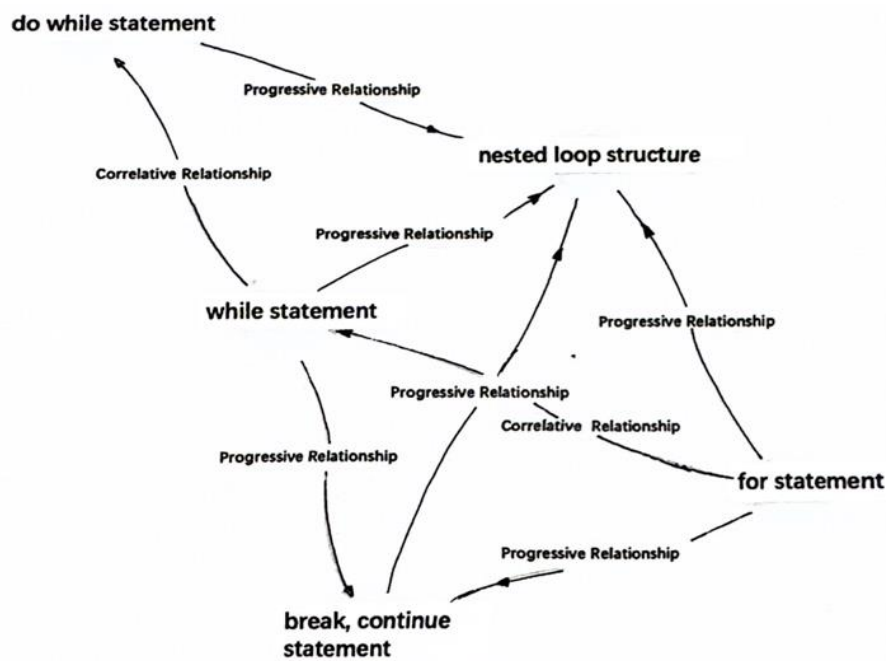 do while statement
Progressive Relationship
nested loop structure
Correlative Relationship
Progressive Relationship
while statement
Progressive Relationship
Progressive Relationship
Correlative Relationship
Progressive Relationship
for statement
Progressive Relationship
break, continue
statement